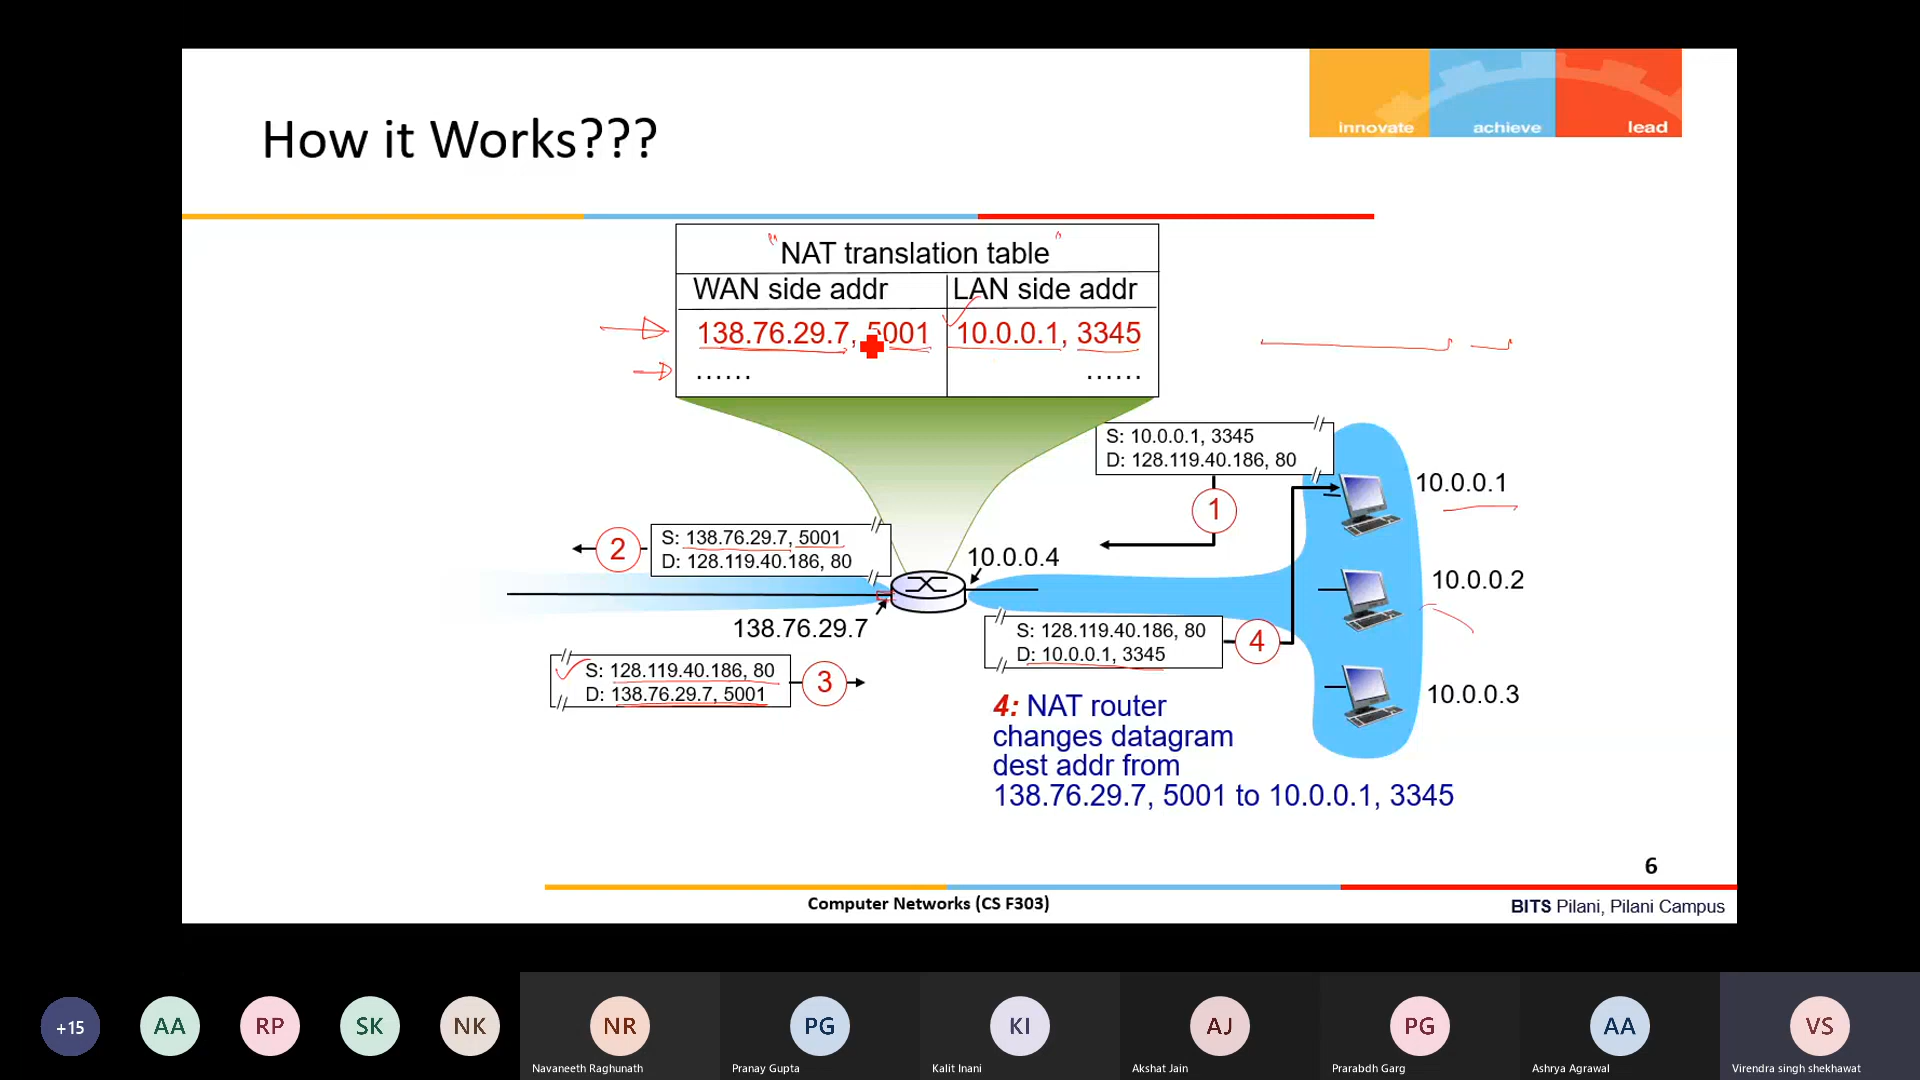 innovate achieve lead
How it Works???
NAT translation table
WAN side addr LAN side addr
138.76.29.7, 5001 10.0.0.1, 3345
...... ......
S: 10.0.0.1, 3345
D: 128.119.40.186, 80
1
10.0.0.1
2
S: 138.76.29.7, 5001
D: 128.119.40.186, 80
10.0.0.4
10.0.0.2
138.76.29.7
S: 128.119.40.186, 80
D: 10.0.0.1, 3345
4
S: 128.119.40.186, 80
D: 138.76.29.7, 5001
3
10.0.0.3
4: NAT router
changes datagram
dest addr from
138.76.29.7, 5001 to 10.0.0.1, 3345
6
Computer Networks (CS F303)
BITS Pilani, Pilani Campus
+15 AA RP SK NK NR PG KI AJ PG AA VS
Navaneeth Raghunath Pranay Gupta Kalit Inani Akshat Jain Prarabdh Garg Ashrya Agrawal Virendra singh shekhawat